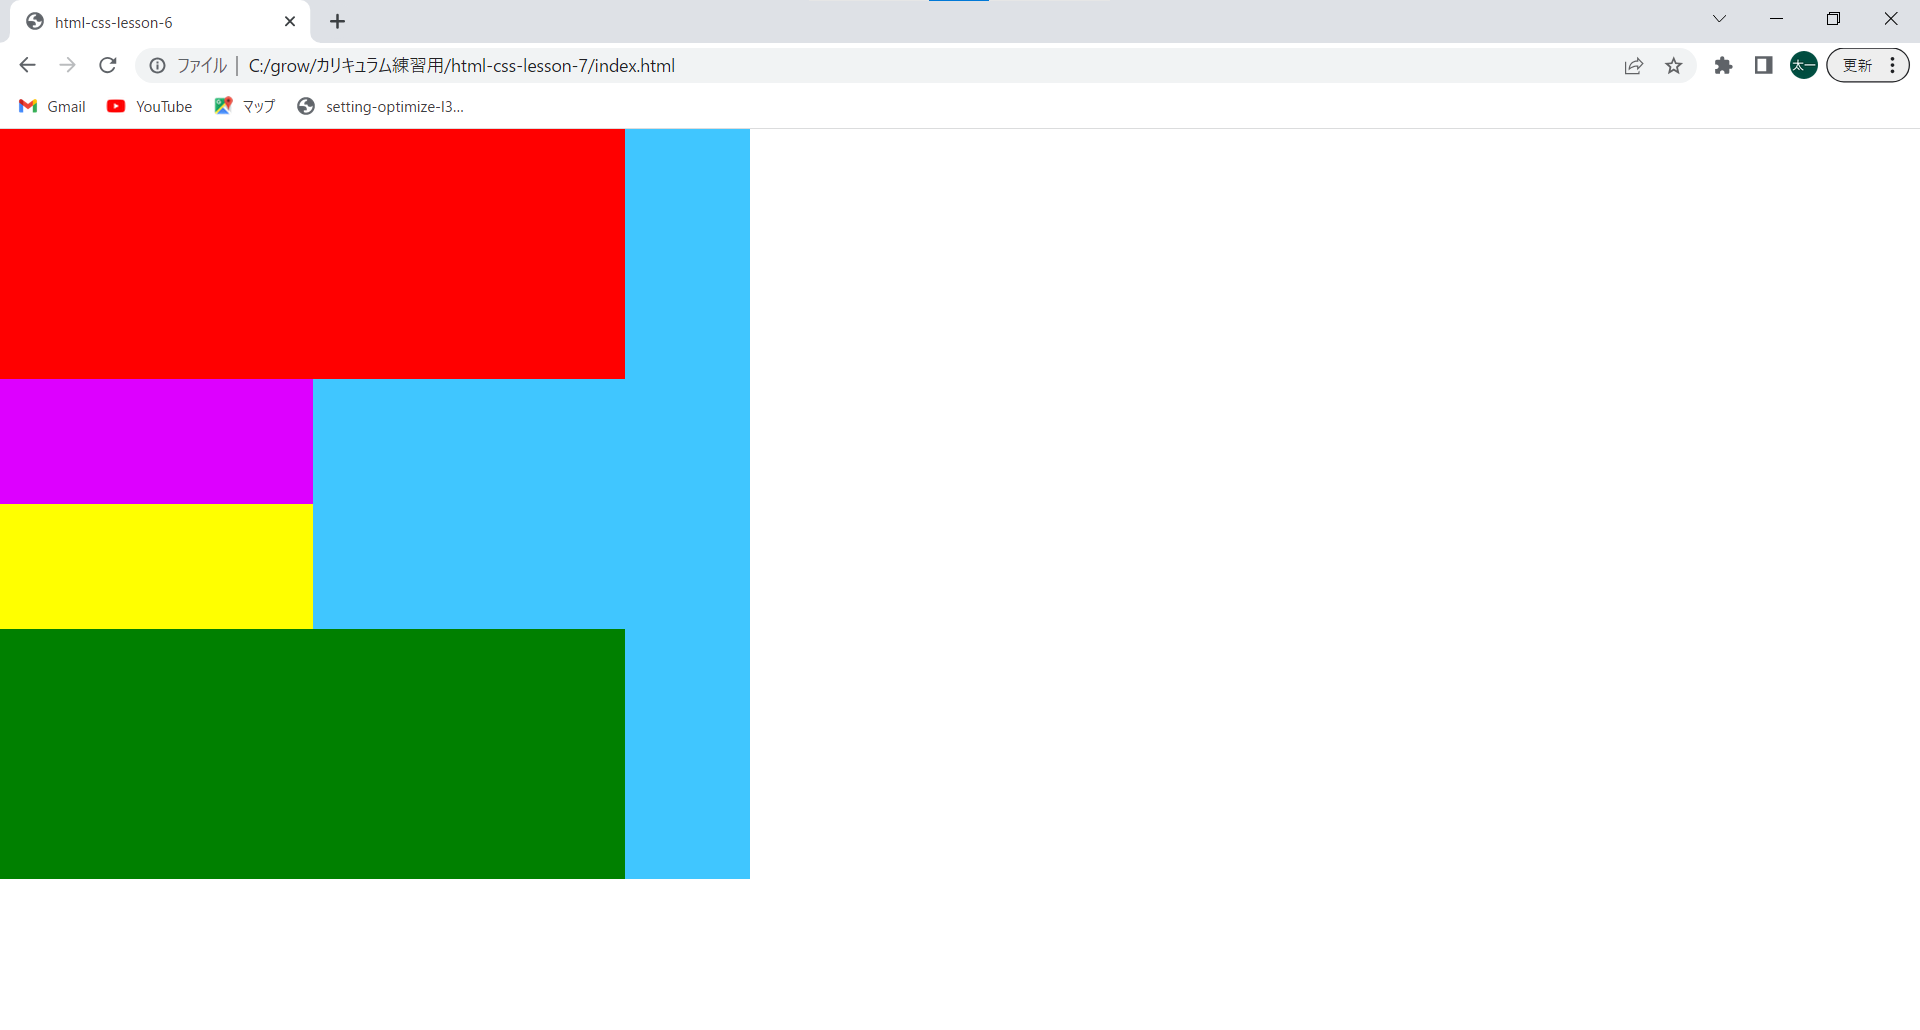 html-css-lesson-6
ファイル | C:/grow/カリキュラム練習用/html-css-lesson-7/index.html
太一
更新
Gmail YouTube マップ setting-optimize-l3...